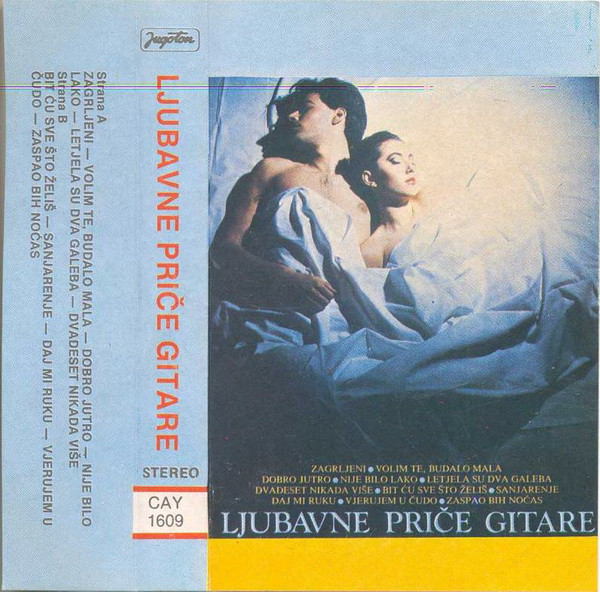 Strana A
ZAGRLJENI — VOLIM TE, BUDALO MALA — DOBRO JUTRO — NIJE BILO
LAKO — LETJELA SU DVA GALEBA — DVADESET NIKADA VIŠE
Strana B
BIT ĆU SVE ŠTO ŽELIŠ — SANJARENJE — DAJ MI RUKU — VJERUJEM U
ČUDO — ZASPAO BIH NOČAS
Jugoton
LJUBAVNE PRIČE GITARE
STEREO
CAY
1609
ZAGRLJENI ● VOLIM TE, BUDALO MALA
DOBRO JUTRO ● NIJE BILO LAKO ● LETJELA SU DVA GALEBA
DVADESET NIKADA VIŠE ● BIT ĆU SVE ŠTO ŽELIŠ ● SANJARENJE
DAJ MI RUKU ● VJERUJEM U ČUDO ● ZASPAO BIH NOĆAS
LJUBAVNE PRIČE GITARE